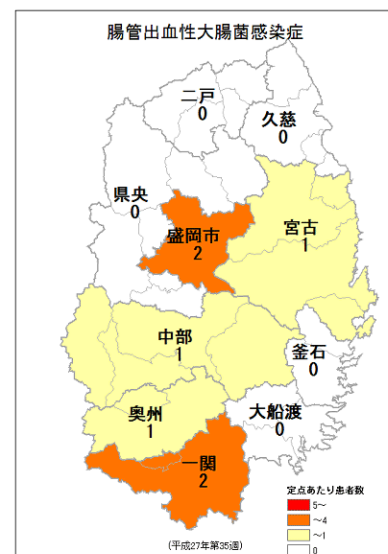 腸管出血性大腸菌感染症
二戸
0
久慈
0
県央
0
盛岡市
2
宮古
1
中部
1
釜石
0
奥州
1
大船渡
0
一関
2
定点あたり患者数
5～
～4
～1
0
(平成27年第35週)